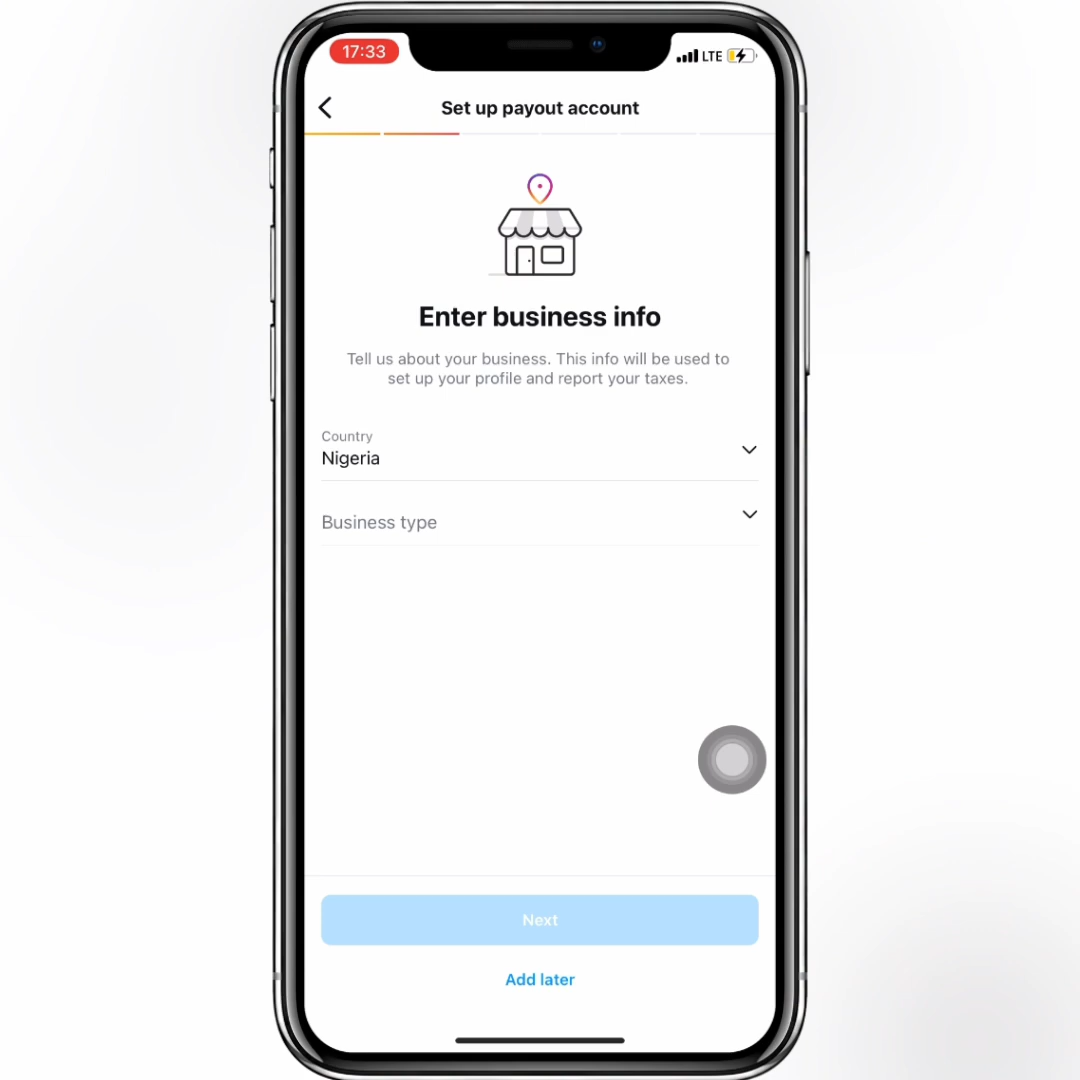 17:33
LTE
Set up payout account
Enter business info
Tell us about your business. This info will be used to
set up your profile and report your taxes.
Country
Nigeria
Business type
Next
Add later